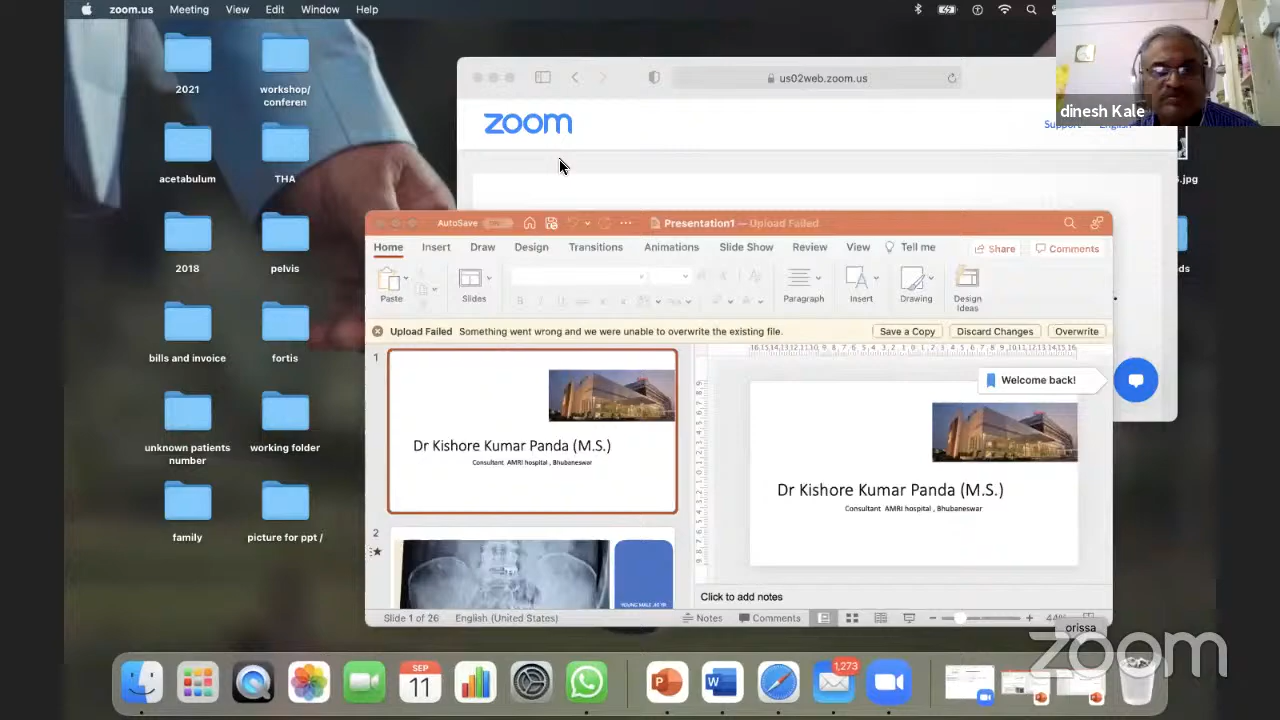 zoom.us Meeting View Edit Window Help
dinesh Kale
2021
workshop/
conferen
acetabulum
THA
2018
pelvis
bills and invoice
fortis
unknown patients
number
working folder
family
picture for ppt /
us02web.zoom.us
zoom
Support English
AutoSave
Presentation1 — Upload Failed
Home Insert Draw Design Transitions Animations Slide Show Review View Tell me
Share Comments
Paste Slides Paragraph Insert Drawing Design
Ideas
Upload Failed Something went wrong and we were unable to overwrite the existing file.
Save a Copy Discard Changes Overwrite
1
Dr Kishore Kumar Panda (M.S.)
Consultant AMRI hospital , Bhubaneswar
2
Welcome back!
Dr Kishore Kumar Panda (M.S.)
Consultant AMRI hospital , Bhubaneswar
Click to add notes
Slide 1 of 26 English (United States) Notes Comments
orissa
SEP
11
1,273
zoom